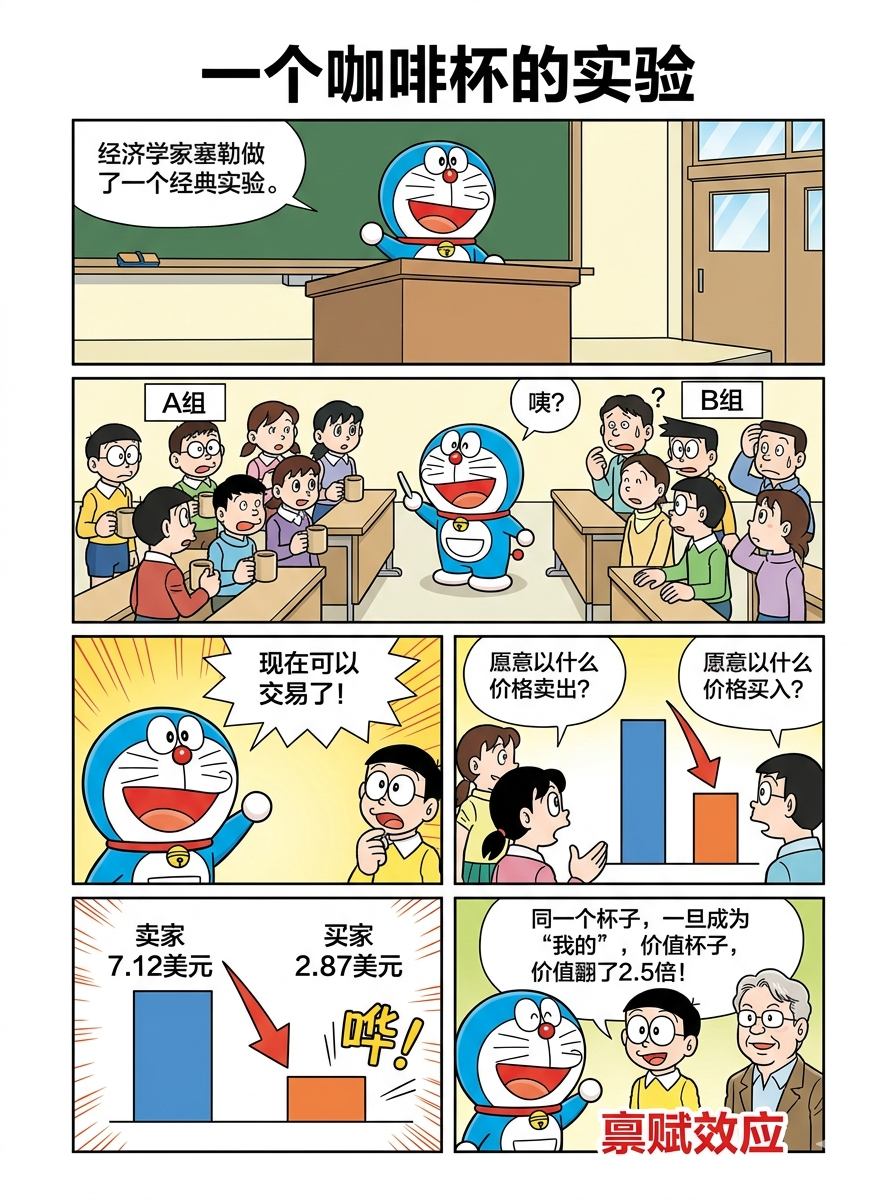 一个咖啡杯的实验
经济学家塞勒做
了一个经典实验。
A组
咦?
?
B组
现在可以
交易了!
愿意以什么
价格卖出?
愿意以什么
价格买入?
卖家
7.12美元
买家
2.87美元
哗!
同一个杯子，一旦成为
“我的”，价值杯子，
价值翻了2.5倍!
禀赋效应